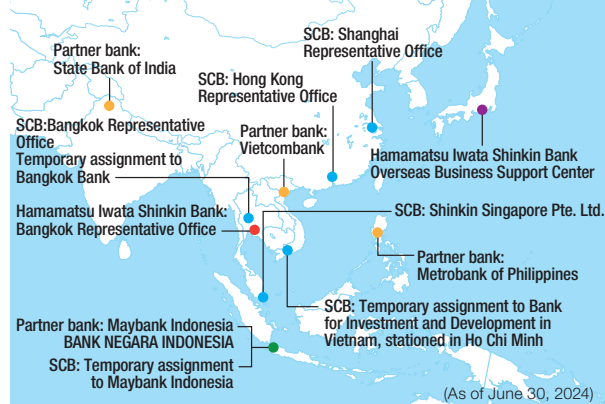 SCB: Shanghai
Representative Office
Partner bank:
State Bank of India
SCB: Hong Kong
Representative Office
SCB:Bangkok Representative
Office
Temporary assignment to
Bangkok Bank
Partner bank:
Vietcombank
Hamamatsu Iwata Shinkin Bank
Overseas Business Support Center
Hamamatsu Iwata Shinkin Bank:
Bangkok Representative Office
SCB: Shinkin Singapore Pte. Ltd.
Partner bank:
Metrobank of Philippines
SCB: Temporary assignment to Bank
for Investment and Development in
Vietnam, stationed in Ho Chi Minh
Partner bank: Maybank Indonesia
BANK NEGARA INDONESIA
SCB: Temporary assignment
to Maybank Indonesia
(As of June 30, 2024)